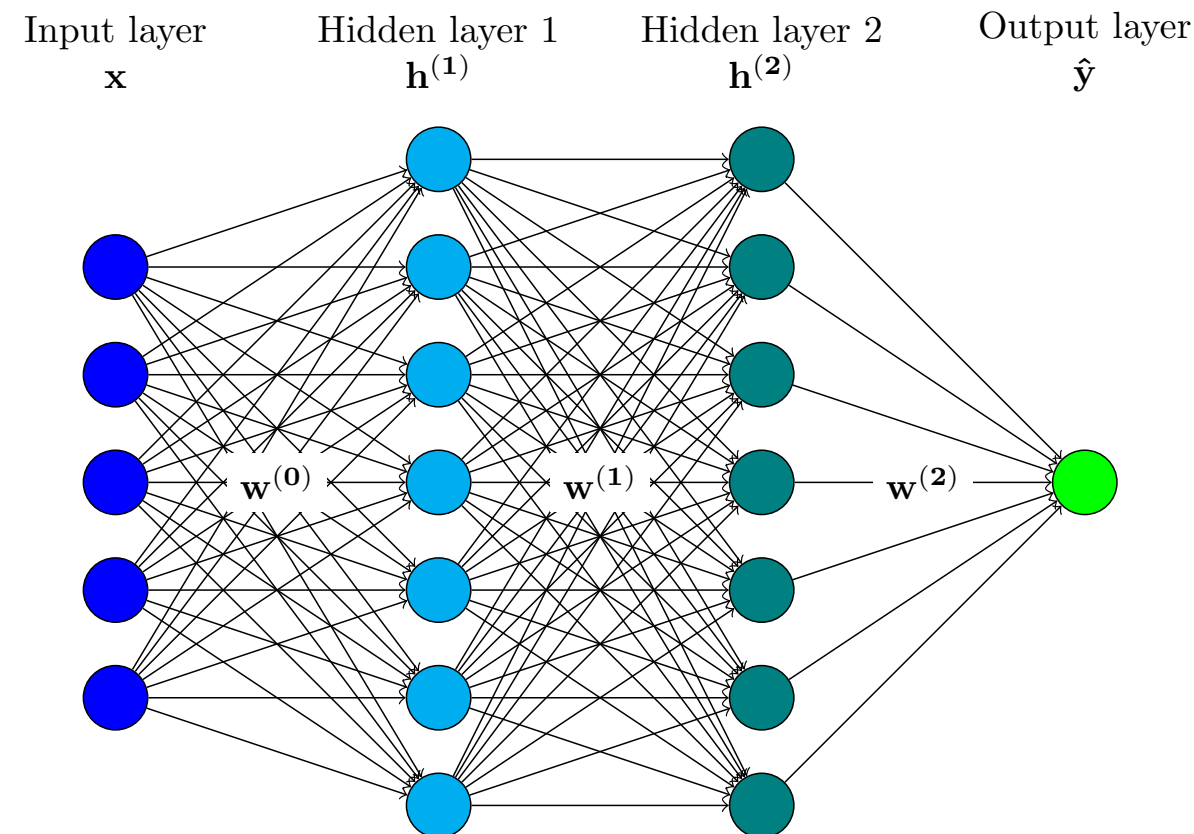 Input layer
x
Hidden layer 1
h⁽¹⁾
Hidden layer 2
h⁽²⁾
Output layer
ŷ
w⁽⁰⁾
w⁽¹⁾
w⁽²⁾